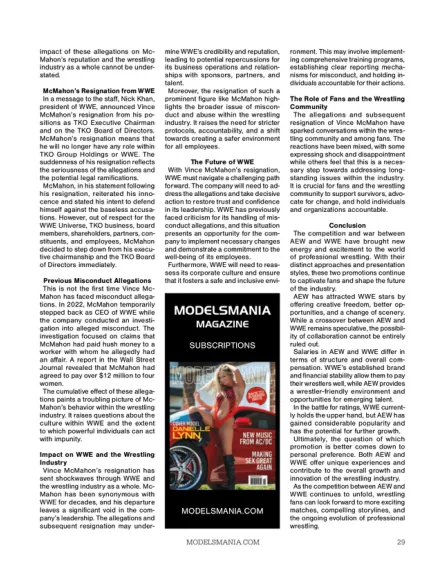 impact of these allegations on Mc-
Mahon's reputation and the wrestling
industry as a whole cannot be under-
stated.
McMahon's Resignation from WWE
In a message to the staff, Nick Khan,
president of WWE, announced Vince
McMahon's resignation from his po-
sitions as TKO Executive Chairman
and on the TKO Board of Directors.
McMahon's resignation means that
he will no longer have any role within
TKO Group Holdings or WWE. The
suddenness of his resignation reflects
the seriousness of the allegations and
the potential legal ramifications.
McMahon, in his statement following
his resignation, reiterated his inno-
cence and stated his intent to defend
himself against the baseless accusa-
tions. However, out of respect for the
WWE Universe, TKO business, board
members, shareholders, partners, con-
stituents, and employees, McMahon
decided to step down from his execu-
tive chairmanship and the TKO Board
of Directors immediately.
Previous Misconduct Allegations
This is not the first time Vince Mc-
Mahon has faced misconduct allega-
tions. In 2022, McMahon temporarily
stepped back as CEO of WWE while
the company conducted an investi-
gation into alleged misconduct. The
investigation focused on claims that
McMahon had paid hush money to a
worker with whom he allegedly had
an affair. A report in the Wall Street
Journal revealed that McMahon had
agreed to pay over $12 million to four
women.
The cumulative effect of these allega-
tions paints a troubling picture of Mc-
Mahon's behavior within the wrestling
industry. It raises questions about the
culture within WWE and the extent
to which powerful individuals can act
with impunity.
Impact on WWE and the Wrestling
Industry
Vince McMahon's resignation has
sent shockwaves through WWE and
the wrestling industry as a whole. Mc-
Mahon has been synonymous with
WWE for decades, and his departure
leaves a significant void in the com-
pany's leadership. The allegations and
subsequent resignation may under-
mine WWE's credibility and reputation,
leading to potential repercussions for
its business operations and relation-
ships with sponsors, partners, and
talent.
Moreover, the resignation of such a
prominent figure like McMahon high-
lights the broader issue of miscon-
duct and abuse within the wrestling
industry. It raises the need for stricter
protocols, accountability, and a shift
towards creating a safer environment
for all employees.
The Future of WWE
With Vince McMahon's resignation,
WWE must navigate a challenging path
forward. The company will need to ad-
dress the allegations and take decisive
action to restore trust and confidence
in its leadership. WWE has previously
faced criticism for its handling of mis-
conduct allegations, and this situation
presents an opportunity for the com-
pany to implement necessary changes
and demonstrate a commitment to the
well-being of its employees.
Furthermore, WWE will need to reas-
sess its corporate culture and ensure
that it fosters a safe and inclusive envi-
MODELSMANIA
MAGAZINE
SUBSCRIPTIONS
COVER MODEL
DANIELLE
LYNN
NEW MUSIC
FROM AC/DC
MAKING
SEX GREAT
AGAIN
MODELSMANIA.COM
ronment. This may involve implement-
ing comprehensive training programs,
establishing clear reporting mecha-
nisms for misconduct, and holding in-
dividuals accountable for their actions.
The Role of Fans and the Wrestling
Community
The allegations and subsequent
resignation of Vince McMahon have
sparked conversations within the wres-
tling community and among fans. The
reactions have been mixed, with some
expressing shock and disappointment
while others feel that this is a neces-
sary step towards addressing long-
standing issues within the industry.
It is crucial for fans and the wrestling
community to support survivors, advo-
cate for change, and hold individuals
and organizations accountable.
Conclusion
The competition and war between
AEW and WWE have brought new
energy and excitement to the world
of professional wrestling. With their
distinct approaches and presentation
styles, these two promotions continue
to captivate fans and shape the future
of the industry.
AEW has attracted WWE stars by
offering creative freedom, better op-
portunities, and a change of scenery.
While a crossover between AEW and
WWE remains speculative, the possibil-
ity of collaboration cannot be entirely
ruled out.
Salaries in AEW and WWE differ in
terms of structure and overall com-
pensation. WWE's established brand
and financial stability allow them to pay
their wrestlers well, while AEW provides
a wrestler-friendly environment and
opportunities for emerging talent.
In the battle for ratings, WWE current-
ly holds the upper hand, but AEW has
gained considerable popularity and
has the potential for further growth.
Ultimately, the question of which
promotion is better comes down to
personal preference. Both AEW and
WWE offer unique experiences and
contribute to the overall growth and
innovation of the wrestling industry.
As the competition between AEW and
WWE continues to unfold, wrestling
fans can look forward to more exciting
matches, compelling storylines, and
the ongoing evolution of professional
wrestling.
MODELSMANIA.COM
29